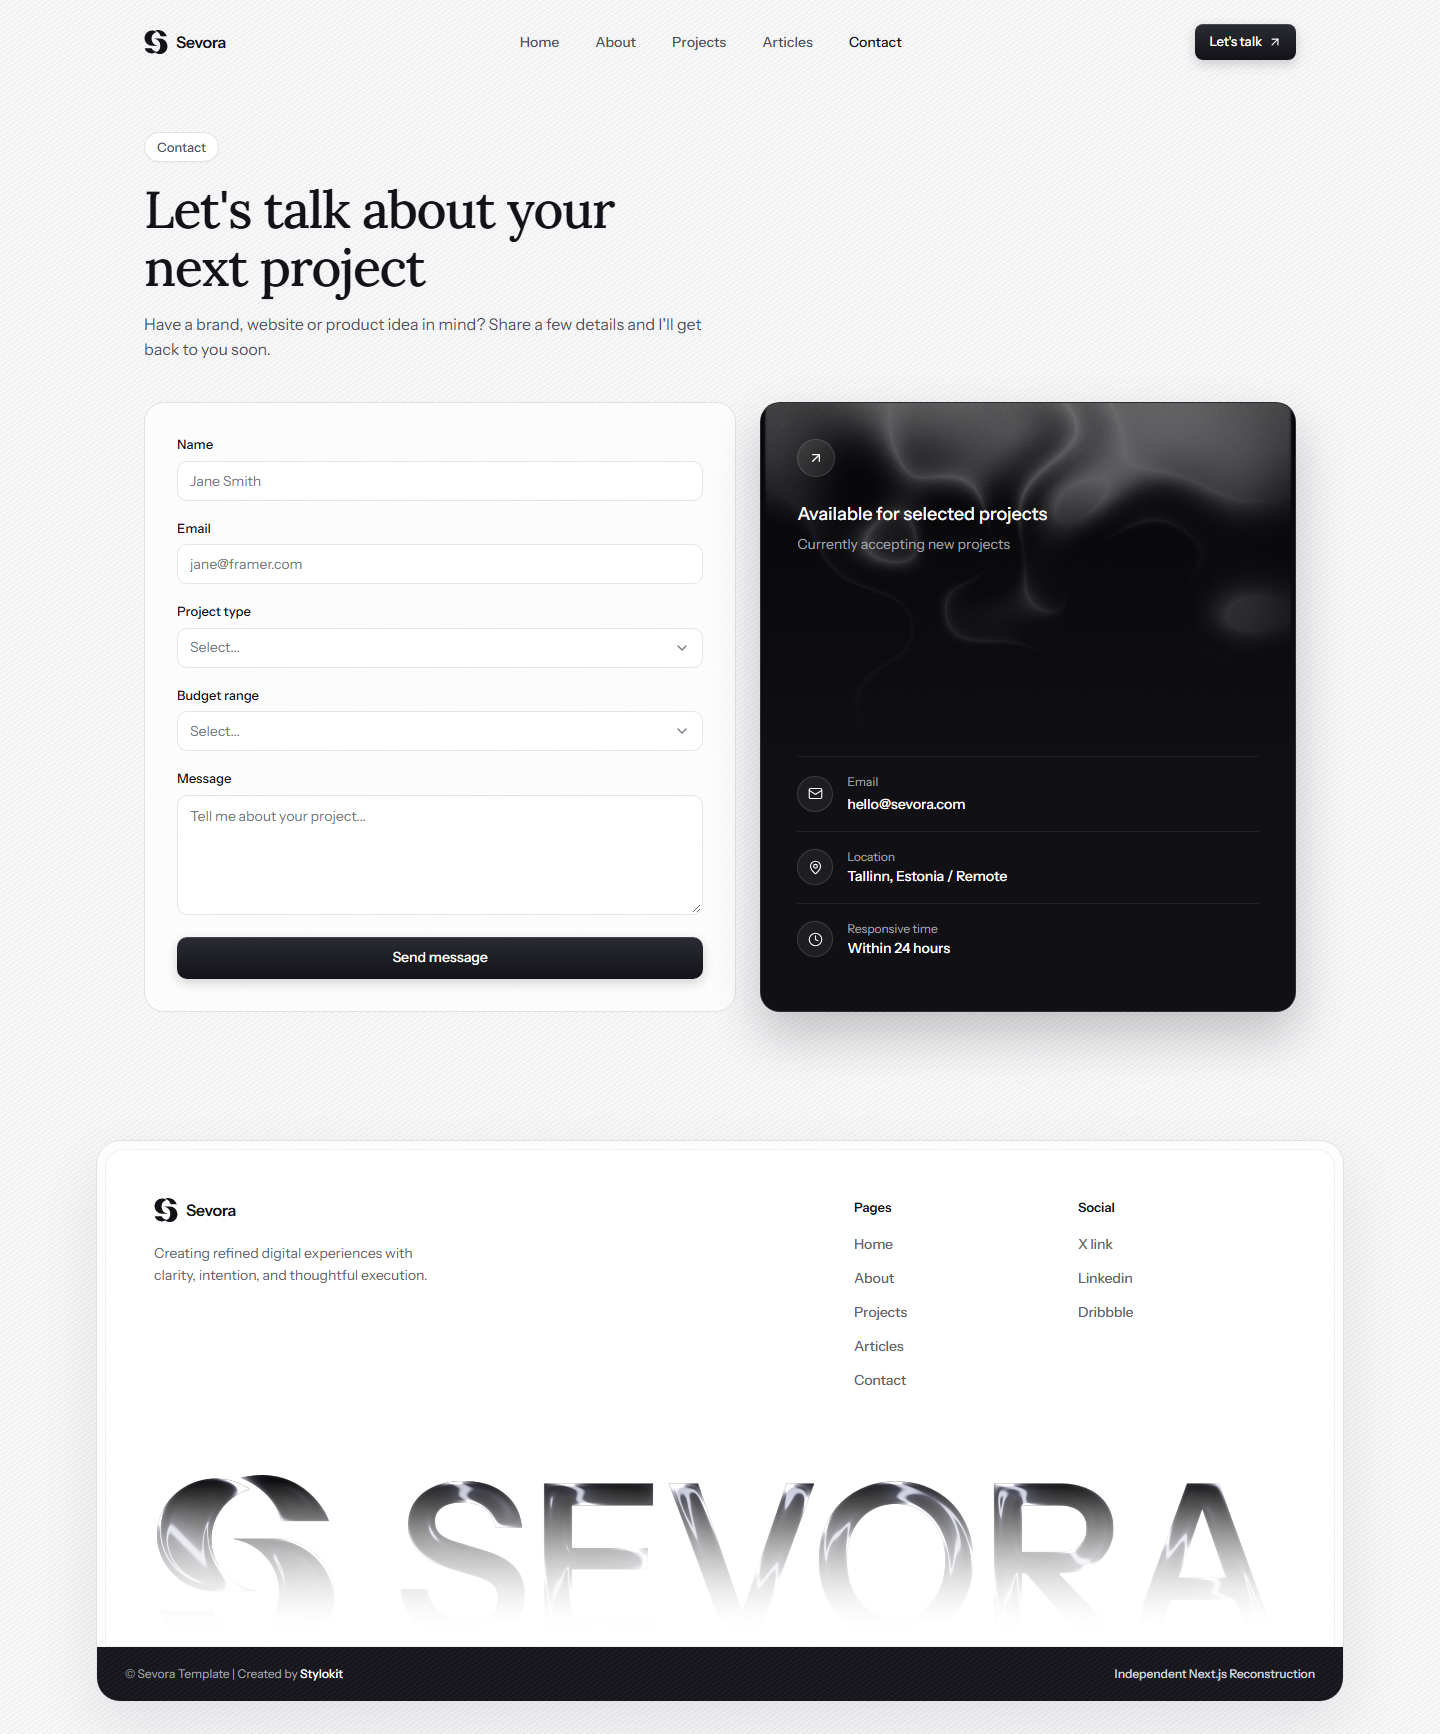 Sevora
Home
About
Projects
Articles
Contact
Let's talk
Contact
Let's talk about your
next project
Have a brand, website or product idea in mind? Share a few details and I'll get
back to you soon.
Name
Jane Smith
Email
jane@framer.com
Project type
Select...
Budget range
Select...
Message
Tell me about your project...
Send message
Available for selected projects
Currently accepting new projects
Email
hello@sevora.com
Location
Tallinn, Estonia / Remote
Responsive time
Within 24 hours
Sevora
Creating refined digital experiences with
clarity, intention, and thoughtful execution.
Pages
Home
About
Projects
Articles
Contact
Social
X link
Linkedin
Dribbble
SEVORA
© Sevora Template | Created by Stylokit
Independent Next.js Reconstruction